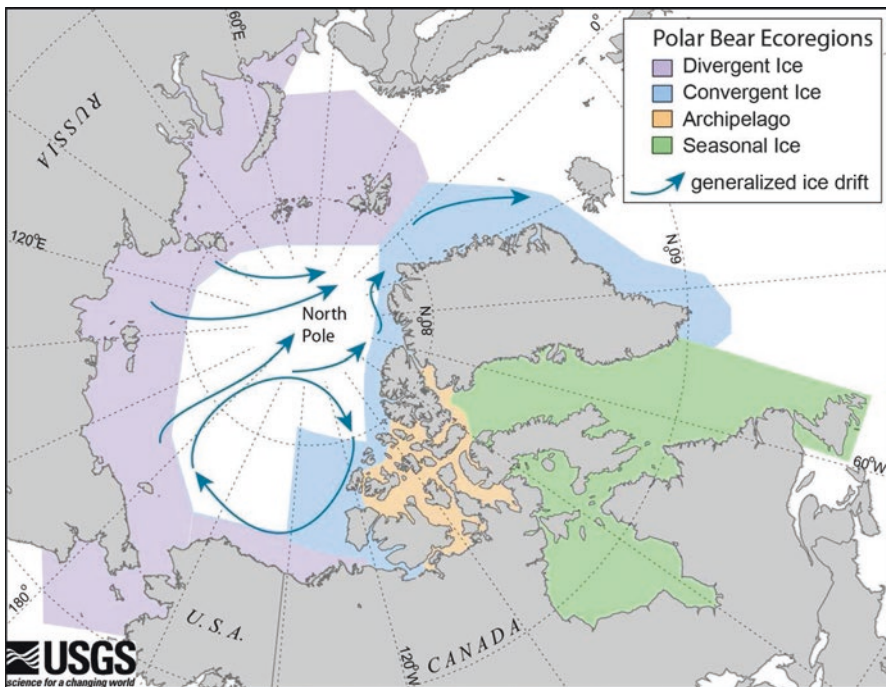 Polar Bear Ecoregions
Divergent Ice
Convergent Ice
Archipelago
Seasonal Ice
generalized ice drift
60°E
0°
RUSSIA
120°E
60°N
North
Pole
80°N
60°W
180°
U.S.A.
CANADA
120°W
USGS
science for a changing world